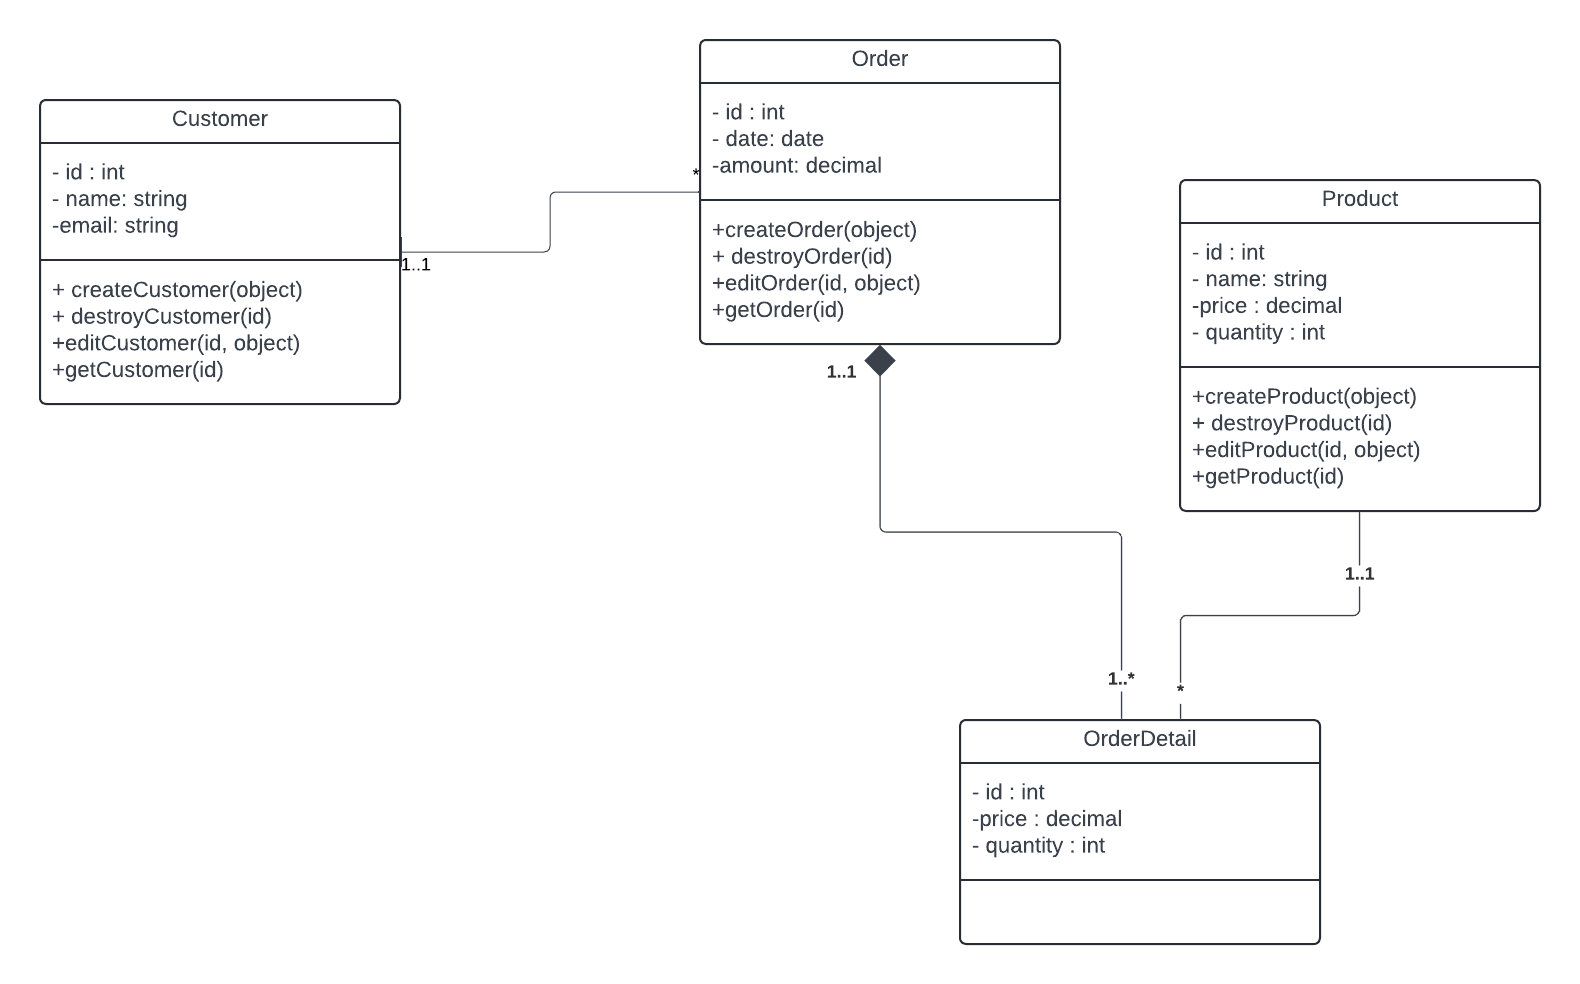 Customer
- id : int
- name: string
-email: string
+ createCustomer(object)
+ destroyCustomer(id)
+editCustomer(id, object)
+getCustomer(id)
1..1
*
Order
- id : int
- date: date
-amount: decimal
+createOrder(object)
+ destroyOrder(id)
+editOrder(id, object)
+getOrder(id)
1..1
1..*
Product
- id : int
- name: string
-price : decimal
- quantity : int
+createProduct(object)
+ destroyProduct(id)
+editProduct(id, object)
+getProduct(id)
1..1
*
OrderDetail
- id : int
-price : decimal
- quantity : int